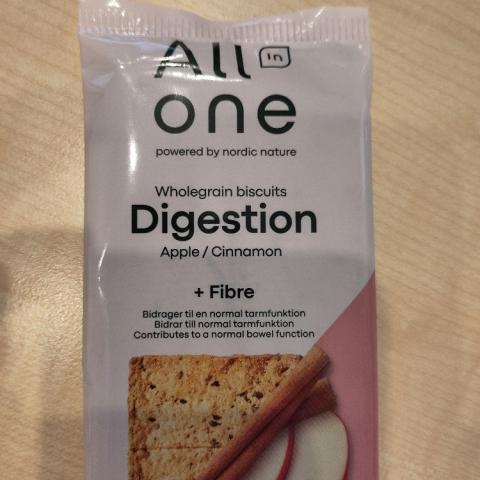 All in
one
powered by nordic nature
Wholegrain biscuits
Digestion
Apple / Cinnamon
+ Fibre
Bidrager til en normal tarmfunktion
Bidrar till normal tarmfunktion
Contributes to a normal bowel function